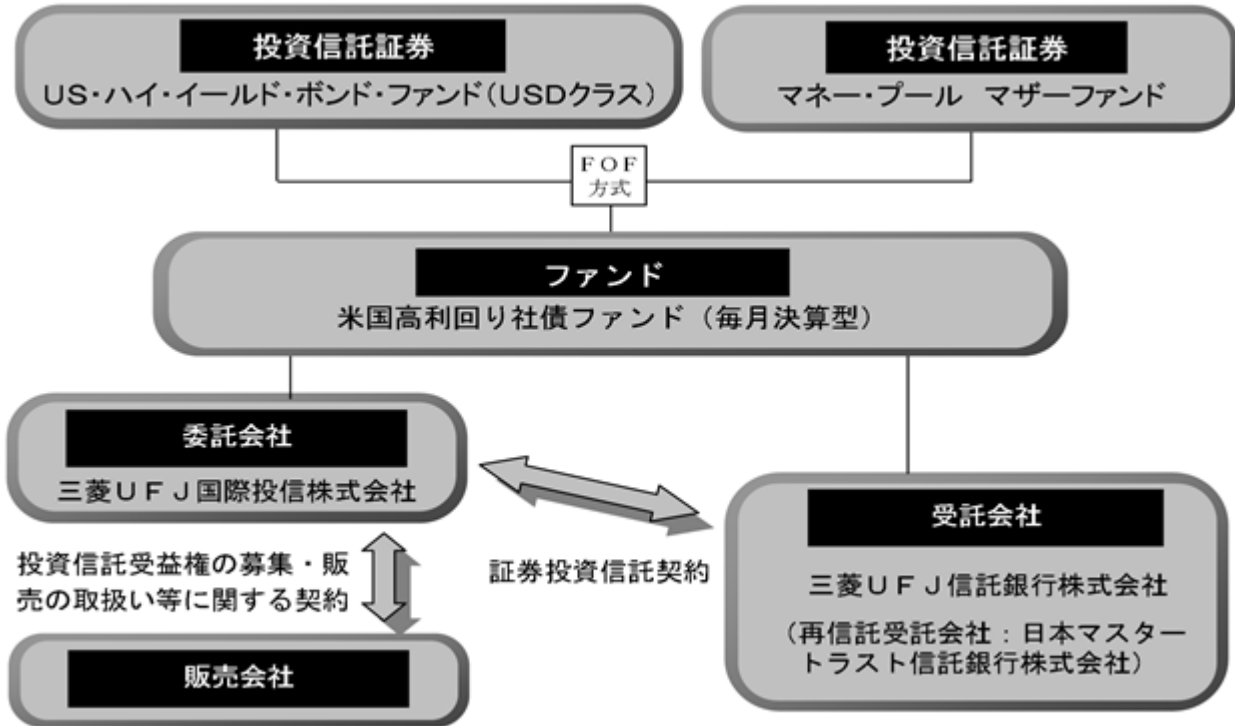 投資信託証券
US・ハイ・イールド・ボンド・ファンド(USDクラス)
投資信託証券
マネー・プール　マザーファンド
ＦＯＦ
方式
ファンド
米国高利回り社債ファンド（毎月決算型）
委託会社
三菱ＵＦＪ国際投信株式会社
投資信託受益権の募集・販
売の取扱い等に関する契約
販売会社
証券投資信託契約
受託会社
三菱ＵＦＪ信託銀行株式会社
（再信託受託会社：日本マスター
トラスト信託銀行株式会社）